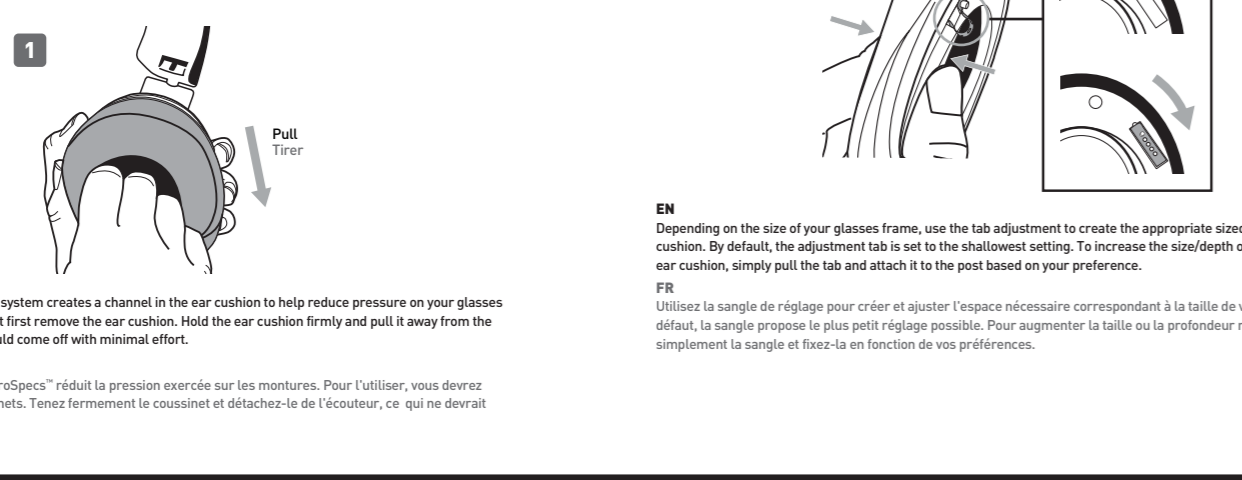 1
Pull
Tirer
system creates a channel in the ear cushion to help reduce pressure on your glasses
t first remove the ear cushion. Hold the ear cushion firmly and pull it away from the
uld come off with minimal effort.
roSpecs™ réduit la pression exercée sur les montures. Pour l'utiliser, vous devrez
nets. Tenez fermement le coussinet et détachez-le de l'écouteur, ce qui ne devrait
EN
Depending on the size of your glasses frame, use the tab adjustment to create the appropriate sized
cushion. By default, the adjustment tab is set to the shallowest setting. To increase the size/depth o
ear cushion, simply pull the tab and attach it to the post based on your preference.
FR
Utilisez la sangle de réglage pour créer et ajuster l'espace nécessaire correspondant à la taille de v
défaut, la sangle propose le plus petit réglage possible. Pour augmenter la taille ou la profondeur
simplement la sangle et fixez-la en fonction de vos préférences.